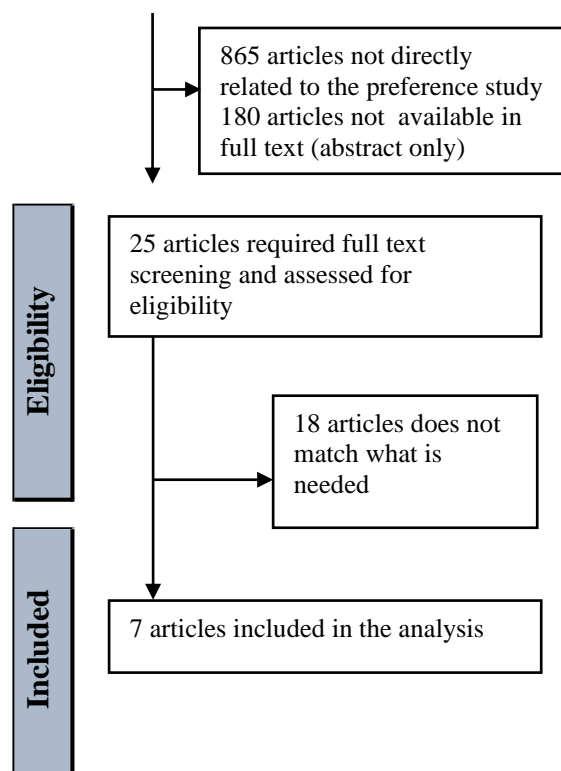 865 articles not directly
related to the preference study
180 articles not available in
full text (abstract only)
Eligibility
25 articles required full text
screening and assessed for
eligibility
18 articles does not
match what is
needed
Included
7 articles included in the analysis